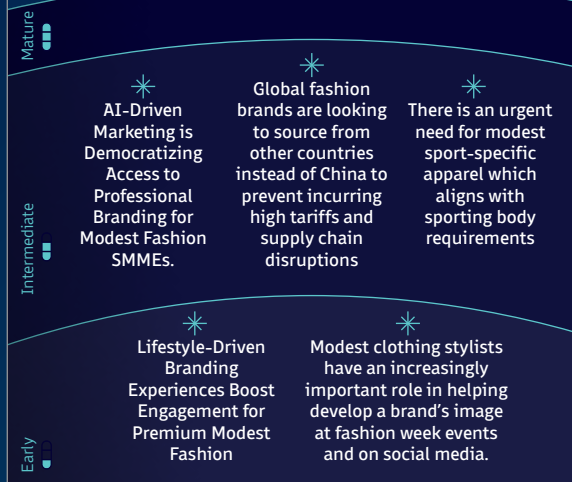 Mature
AI-Driven
Marketing is
Democratizing
Access to
Professional
Branding for
Modest Fashion
SMMEs.
Global fashion
brands are looking
to source from
other countries
instead of China to
prevent incurring
high tariffs and
supply chain
disruptions
There is an urgent
need for modest
sport-specific
apparel which
aligns with
sporting body
requirements
Intermediate
Lifestyle-Driven
Branding
Experiences Boost
Engagement for
Premium Modest
Fashion
Modest clothing stylists
have an increasingly
important role in helping
develop a brand's image
at fashion week events
and on social media.
Early